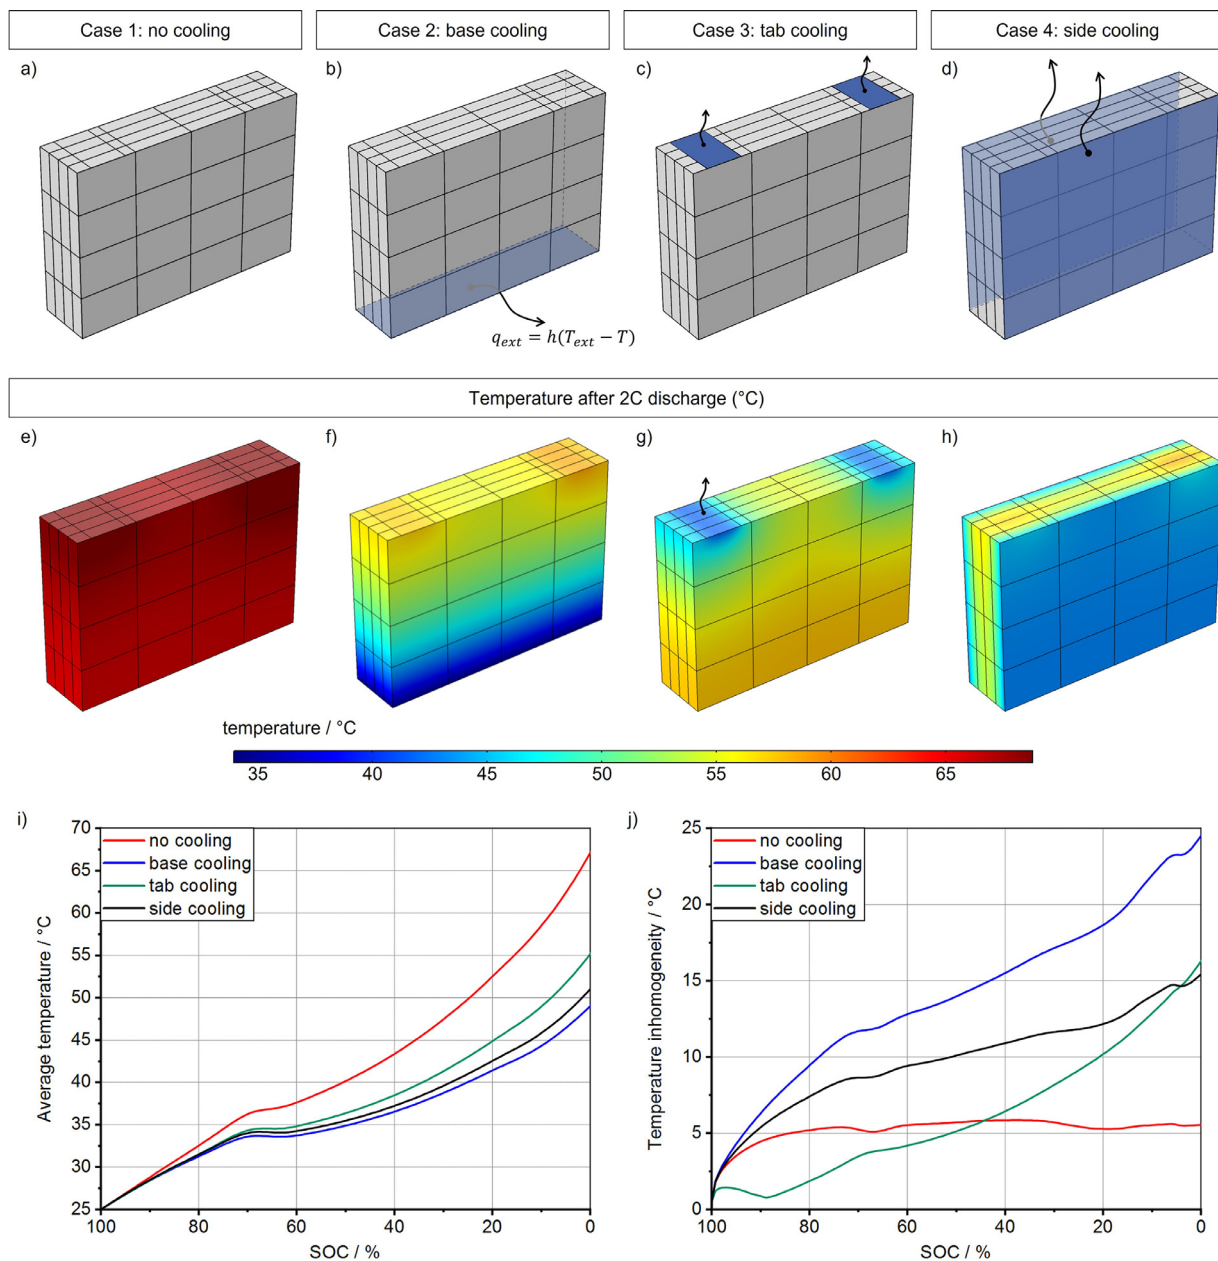 Case 1: no cooling
Case 2: base cooling
Case 3: tab cooling
Case 4: side cooling
a)
b)
c)
d)
q_ext = h(T_ext − T)
Temperature after 2C discharge (°C)
e)
f)
g)
h)
temperature / °C
35 40 45 50 55 60 65
i)
70
65
60
55
50
45
40
35
30
25
Average temperature / °C
no cooling
base cooling
tab cooling
side cooling
100 80 60 40 20 0
SOC / %
j)
25
20
15
10
5
0
Temperature inhomogeneity / °C
no cooling
base cooling
tab cooling
side cooling
100 80 60 40 20 0
SOC / %